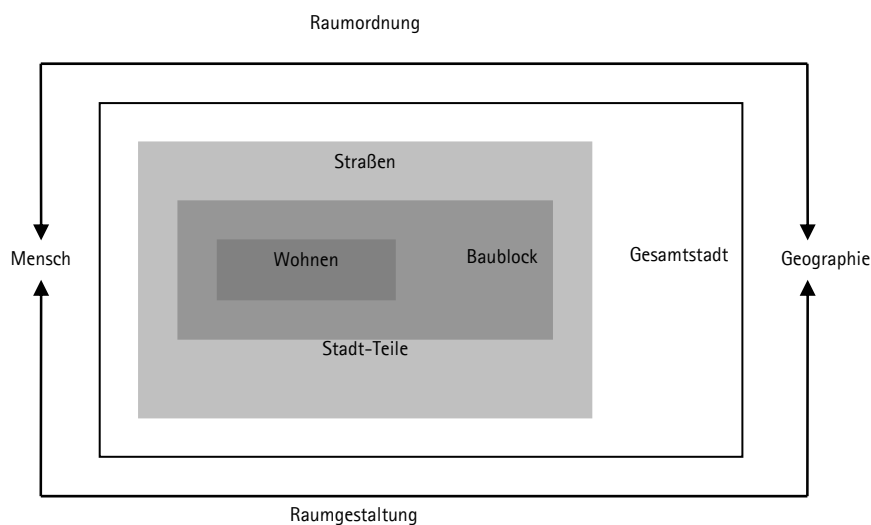 Raumordnung
Straßen
Mensch
Wohnen
Baublock
Gesamtstadt
Geographie
Stadt-Teile
Raumgestaltung